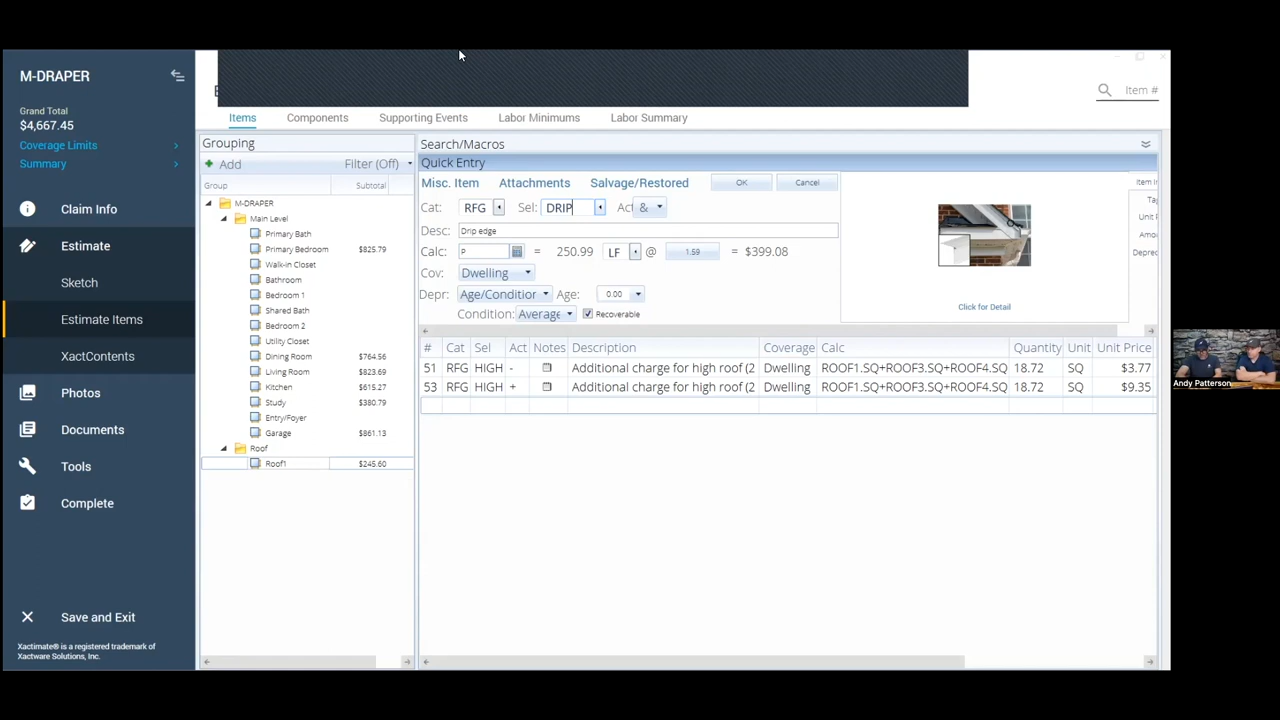 M-DRAPER
Grand Total
$4,667.45
Coverage Limits
Summary
Claim Info
Estimate
Sketch
Estimate Items
XactContents
Photos
Documents
Tools
Complete
Save and Exit
Xactimate® is a registered trademark of
Xactware Solutions, Inc.
Item #
Items Components Supporting Events Labor Minimums Labor Summary
Grouping
Add Filter (Off)
Group Subtotal
M-DRAPER
Main Level
Primary Bath
Primary Bedroom $825.79
Walk-in Closet
Bathroom
Bedroom 1
Shared Bath
Bedroom 2
Utility Closet
Dining Room $764.56
Living Room $823.69
Kitchen $615.27
Study $380.79
Entry/Foyer
Garage $861.13
Roof
Roof1 $245.60
Search/Macros
Quick Entry
Misc. Item Attachments Salvage/Restored OK Cancel
Cat: RFG Sel: DRIP Act &
Desc: Drip edge
Calc: P = 250.99 LF @ 1.59 = $399.08
Cov: Dwelling
Depr: Age/Condition Age: 0.00
Condition: Average Recoverable
Click for Detail
Item I
Ta
Unit P
Amo
Deprec
# Cat Sel Act Notes Description Coverage Calc Quantity Unit Unit Price
51 RFG HIGH - Additional charge for high roof (2 Dwelling ROOF1.SQ+ROOF3.SQ+ROOF4.SQ 18.72 SQ $3.77
53 RFG HIGH + Additional charge for high roof (2 Dwelling ROOF1.SQ+ROOF3.SQ+ROOF4.SQ 18.72 SQ $9.35
Andy Patterson